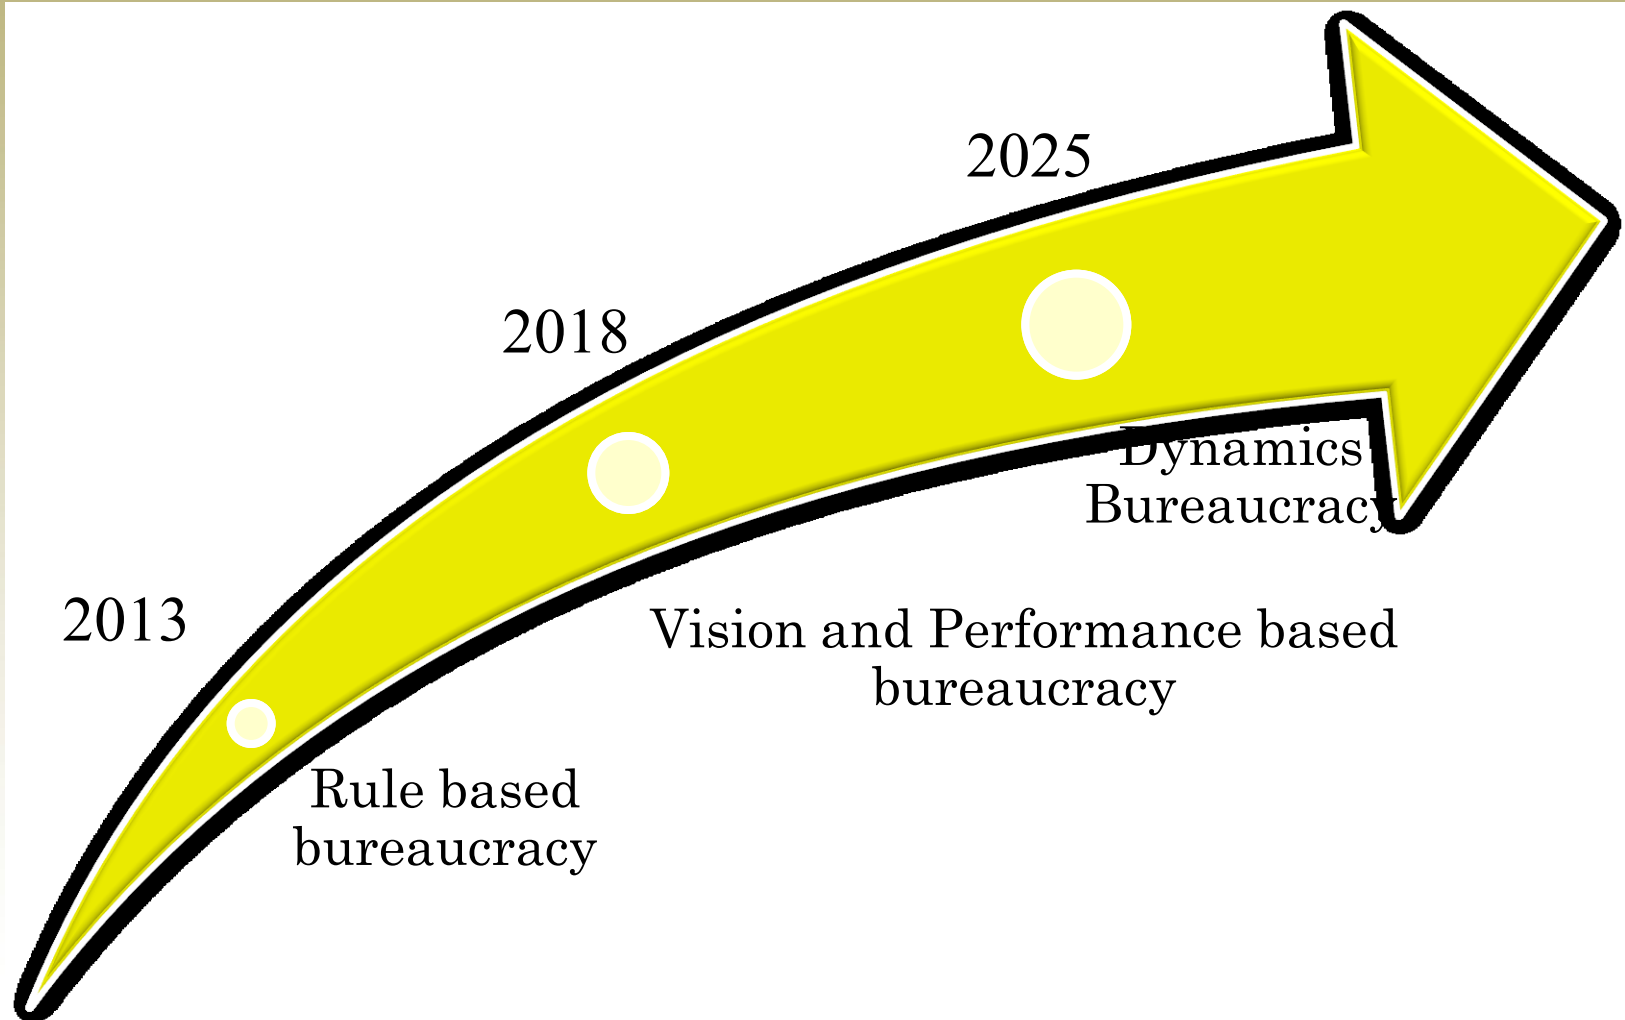 2025
2018
2013
Dynamics
Bureaucracy
Vision and Performance based
bureaucracy
Rule based
bureaucracy